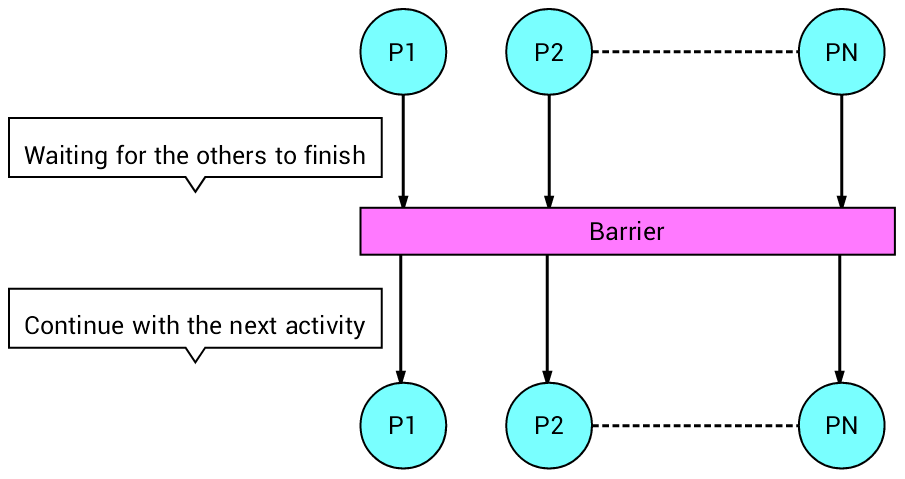 P1
P2
PN
Waiting for the others to finish
Barrier
Continue with the next activity
P1
P2
PN